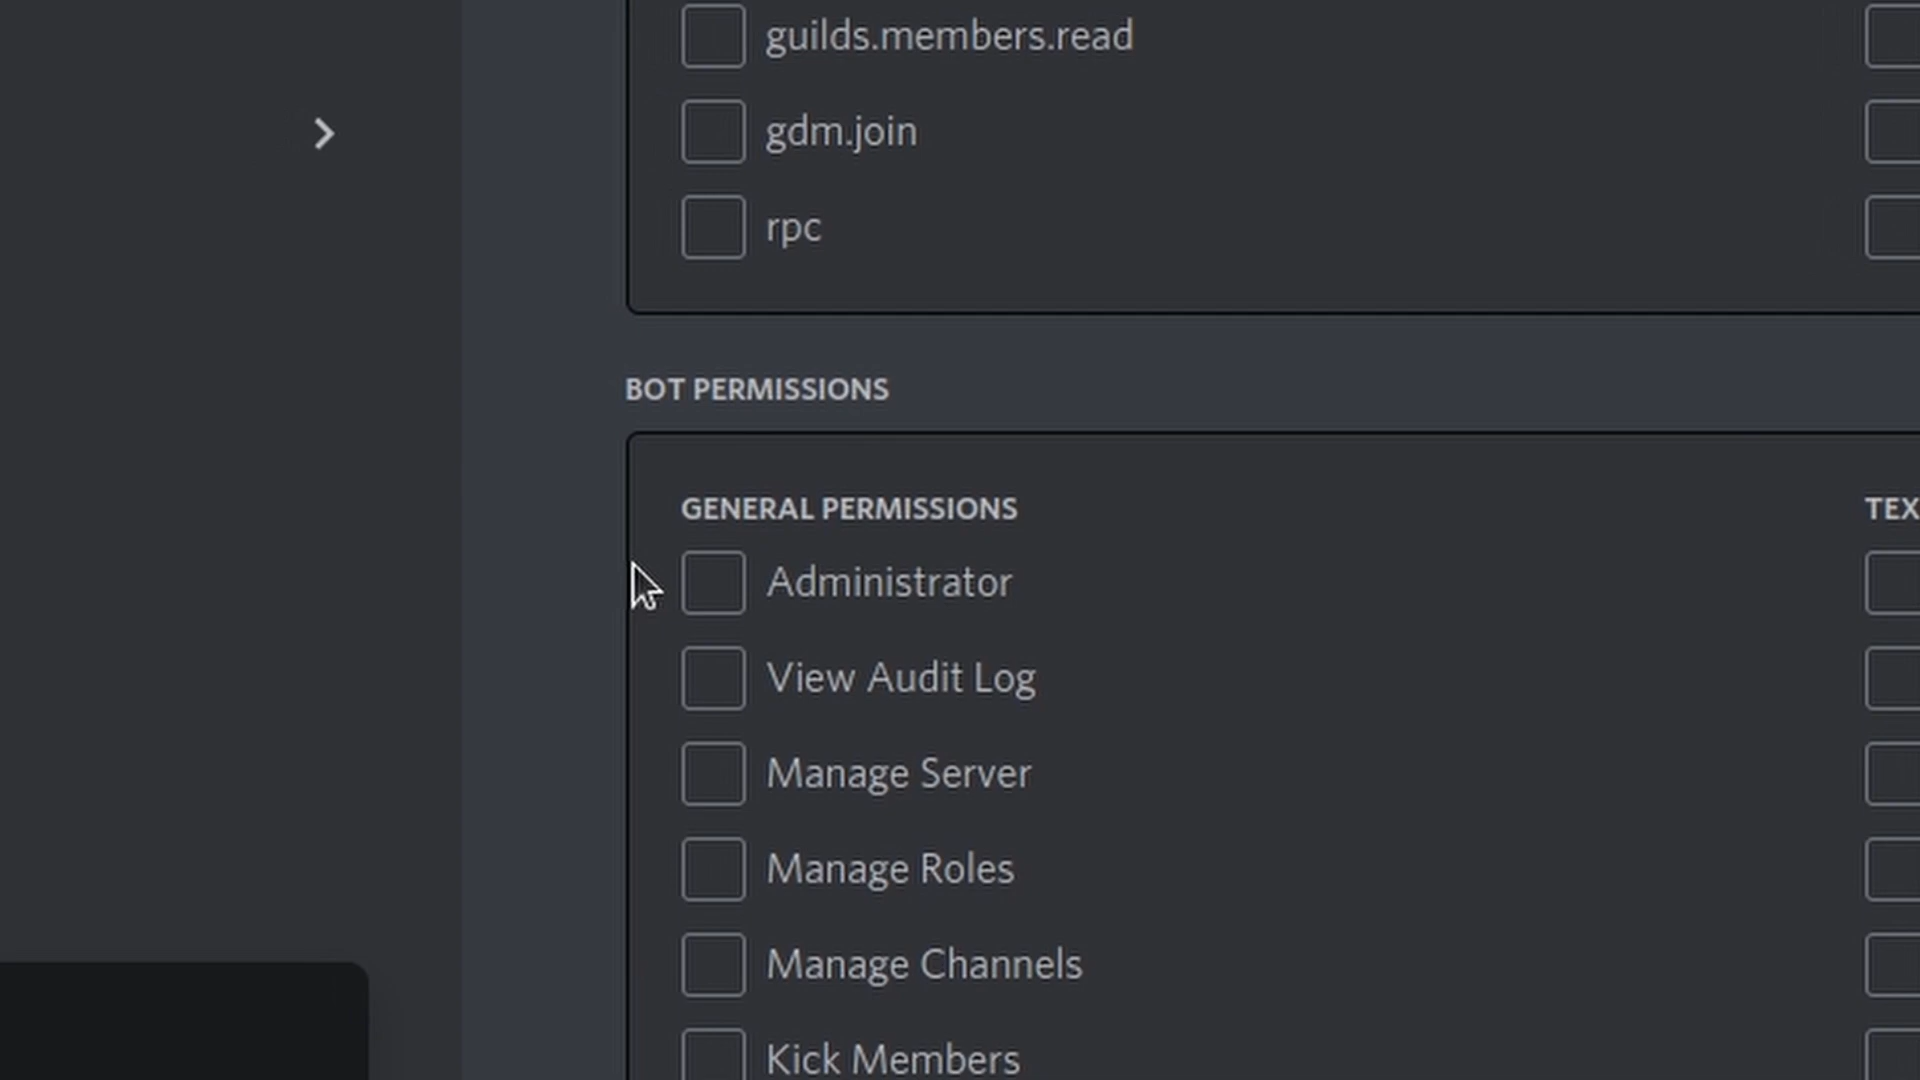 guilds.members.read
gdm.join
rpc
BOT PERMISSIONS
GENERAL PERMISSIONS
TEX
Administrator
View Audit Log
Manage Server
Manage Roles
Manage Channels
Kick Members